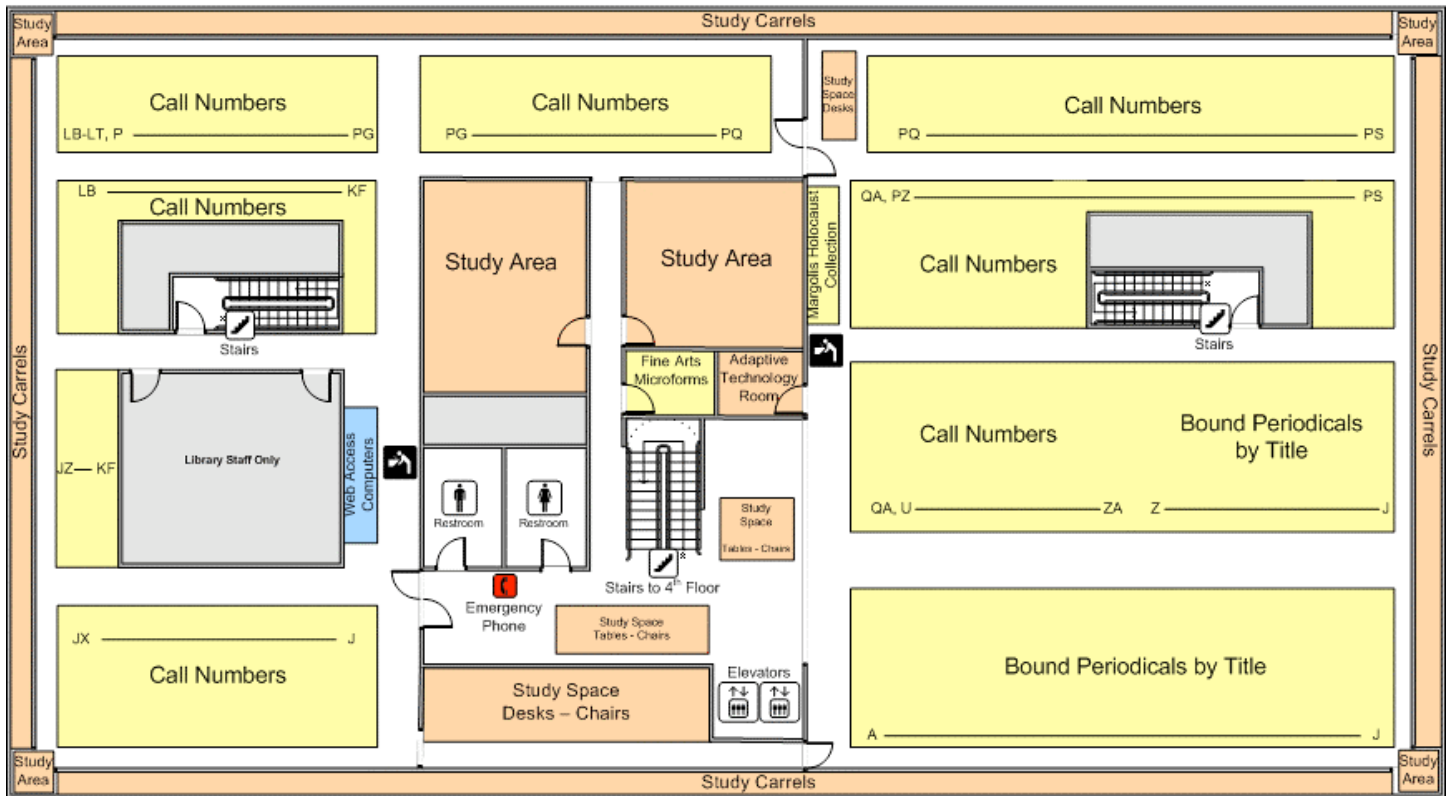 Study Carrels
Study
Area
Study
Area
Call Numbers
LB-LT, P PG
Call Numbers
PG PQ
Study
Space
Desks
Call Numbers
PQ PS
LB KF
Call Numbers
Stairs
Study Area
Study Area
Margolis Holocaust
Collection
QA, PZ PS
Call Numbers
Stairs
Study Carrels
Study Carrels
JZ KF
Library Staff Only
Web Access
Computers
Fine Arts
Microforms
Adaptive
Technology
Room
Call Numbers
Bound Periodicals
by Title
QA, U ZA Z J
Restroom
Restroom
Study
Space
Tables - Chairs
Stairs to 4th Floor
Emergency
Phone
Study Space
Tables - Chairs
JX J
Call Numbers
Study Space
Desks – Chairs
Elevators
Bound Periodicals by Title
A J
Study
Area
Study Carrels
Study
Area